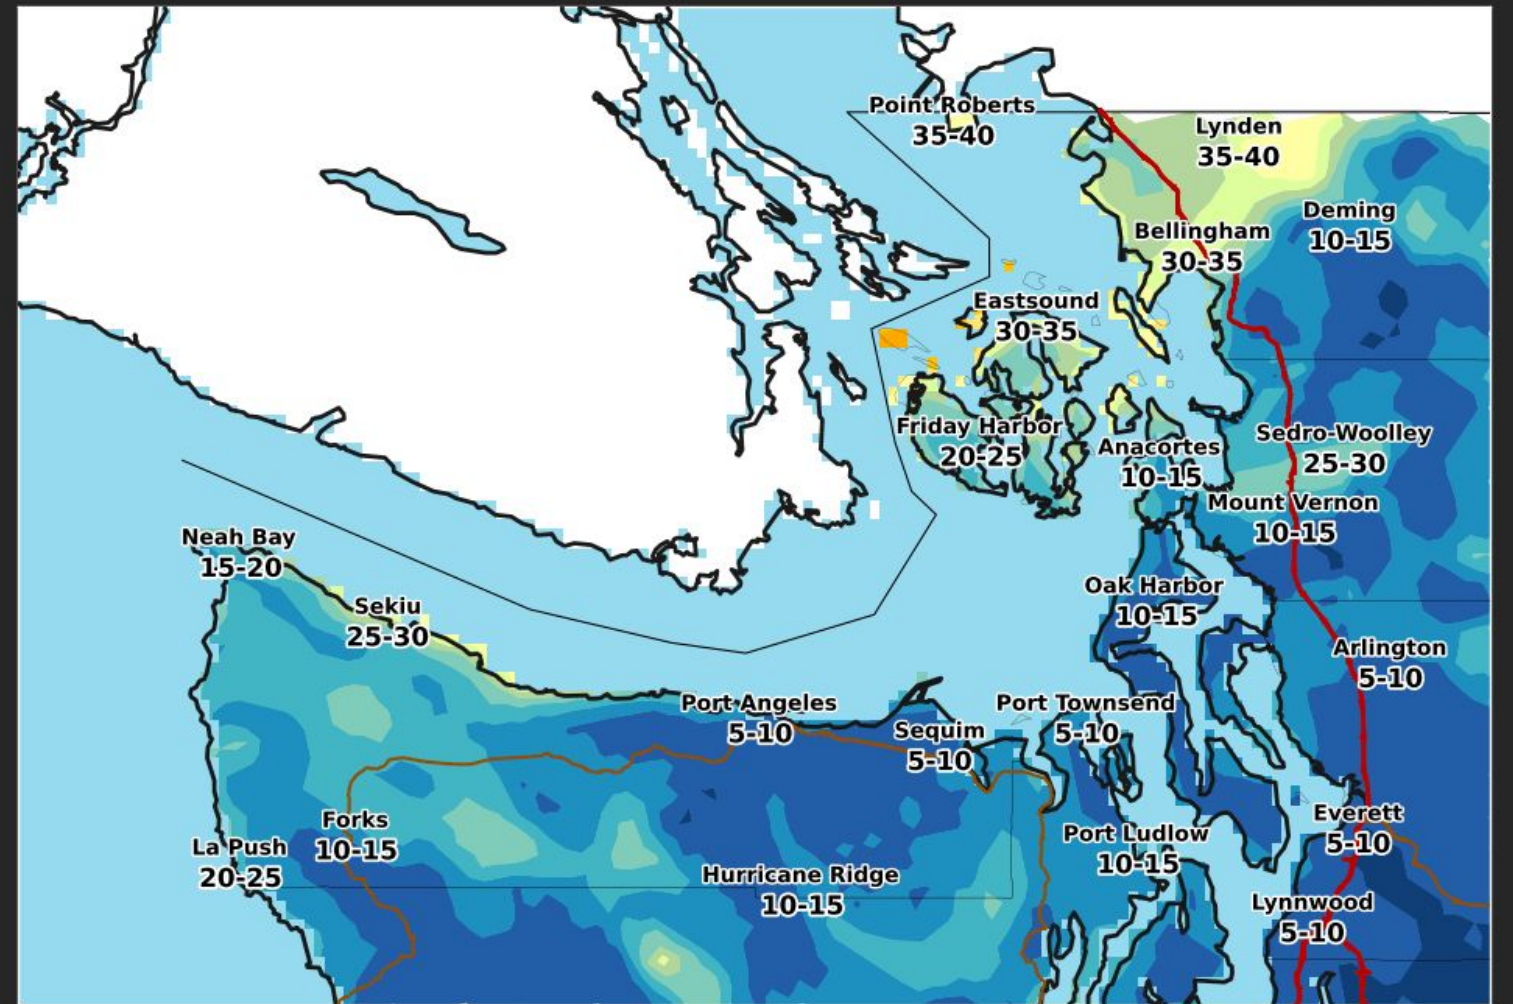 Point Roberts
35-40
Lynden
35-40
Deming
10-15
Bellingham
30-35
Eastsound
30-35
Friday Harbor
20-25
Anacortes
10-15
Sedro-Woolley
25-30
Mount Vernon
10-15
Neah Bay
15-20
Sekiu
25-30
Oak Harbor
10-15
Arlington
5-10
Port Angeles
5-10
Sequim
5-10
Port Townsend
5-10
Forks
10-15
La Push
20-25
Hurricane Ridge
10-15
Port Ludlow
10-15
Everett
5-10
Lynnwood
5-10